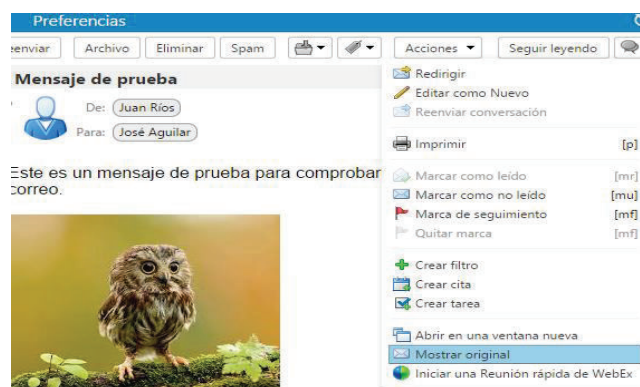 Preferencias
eenviar Archivo Eliminar Spam Acciones Seguir leyendo
Mensaje de prueba
De: Juan Ríos
Para: José Aguilar
Este es un mensaje de prueba para comprobar
correo.
Redirigir
Editar como Nuevo
Reenviar conversación
Imprimir [p]
Marcar como leído [mr]
Marcar como no leído [mu]
Marca de seguimiento [mf]
Quitar marca [mf]
Crear filtro
Crear cita
Crear tarea
Abrir en una ventana nueva
Mostrar original
Iniciar una Reunión rápida de WebEx